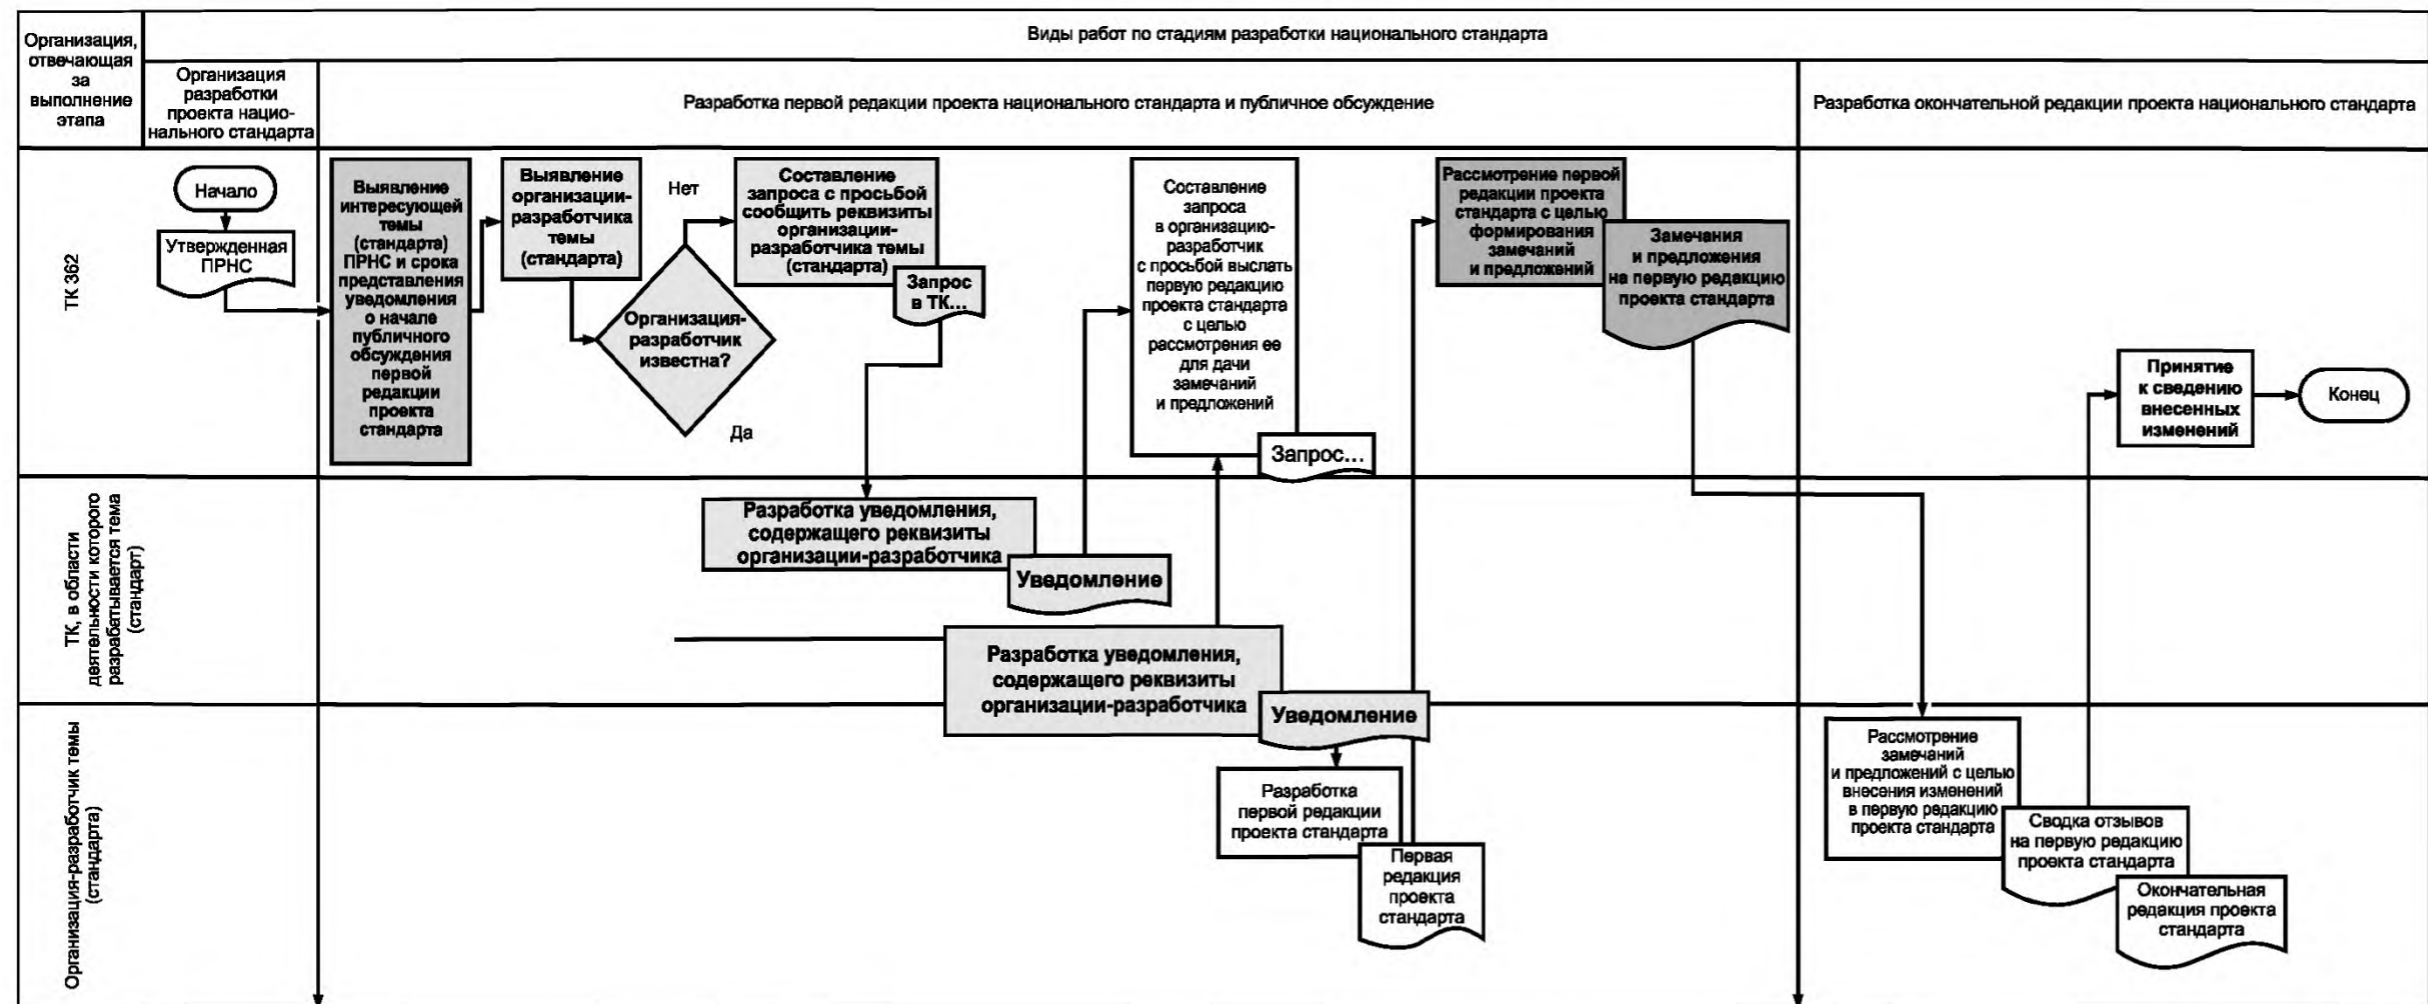 Организация,
отвечающая
за
выполнение
этапа
Виды работ по стадиям разработки национального стандарта
Организация
разработки
проекта нацио-
нального стандарта
Разработка первой редакции проекта национального стандарта и публичное обсуждение
Разработка окончательной редакции проекта национального стандарта
ТК 362
Начало
Утвержденная
ПРНС
Выявление
интересующей
темы
(стандарта)
ПРНС и срока
представления
уведомления
о начале
публичного
обсуждения
первой
редакции
проекта
стандарта
Выявление
организации-
разработчика
темы
(стандарта)
Нет
Организация-
разработчик
известна?
Да
Составление
запроса с просьбой
сообщить реквизиты
организации-
разработчика темы
(стандарта)
Запрос
в ТК...
Составление
запроса
в организацию-
разработчик
с просьбой выслать
первую редакцию
проекта стандарта
с целью
рассмотрения ее
для дачи
замечаний
и предложений
Запрос...
Рассмотрение первой
редакции проекта
стандарта с целью
формирования
замечаний
и предложений
Замечания
и предложения
на первую редакцию
проекта стандарта
Принятие
к сведению
внесенных
изменений
Конец
ТК, в области
деятельности которого
разрабатывается тема
(стандарт)
Разработка уведомления,
содержащего реквизиты
организации-разработчика
Уведомление
Разработка уведомления,
содержащего реквизиты
организации-разработчика
Уведомление
Организация-разработчик темы
(стандарта)
Разработка
первой редакции
проекта стандарта
Первая
редакция
проекта
стандарта
Рассмотрение
замечаний
и предложений с целью
внесения изменений
в первую редакцию
проекта стандарта
Сводка отзывов
на первую редакцию
проекта стандарта
Окончательная
редакция проекта
стандарта